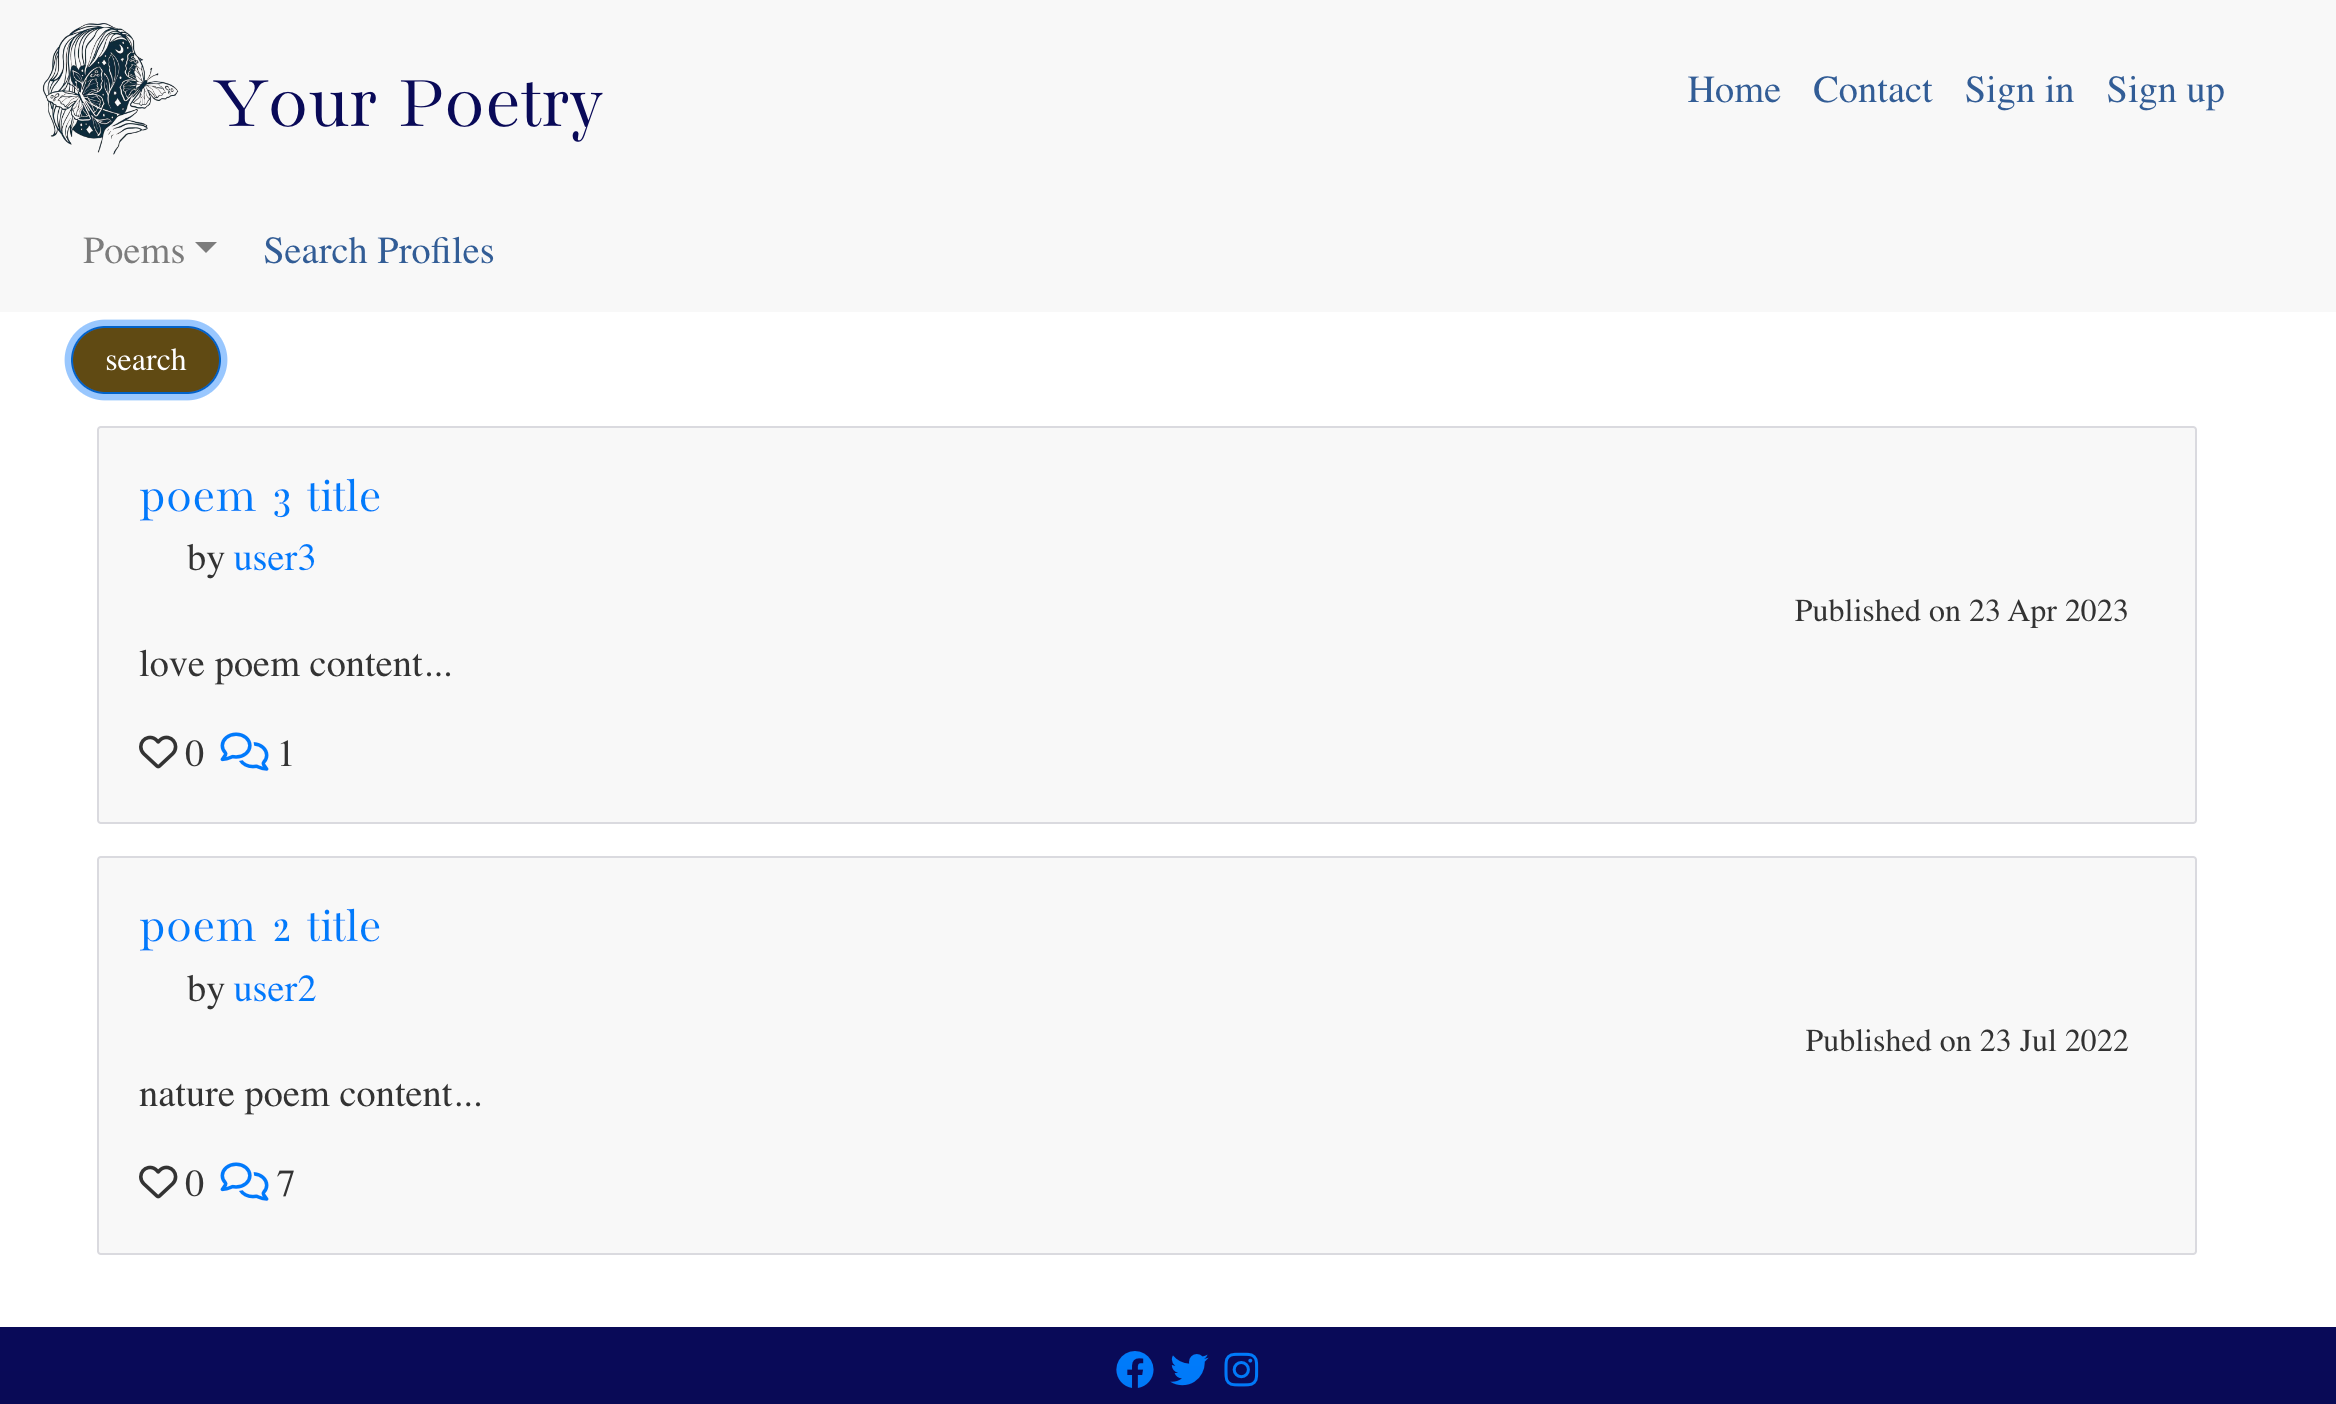 Your Poetry
Home Contact Sign in Sign up
Poems Search Profiles
search
poem 3 title
by user3
Published on 23 Apr 2023
love poem content...
0 1
poem 2 title
by user2
Published on 23 Jul 2022
nature poem content...
0 7